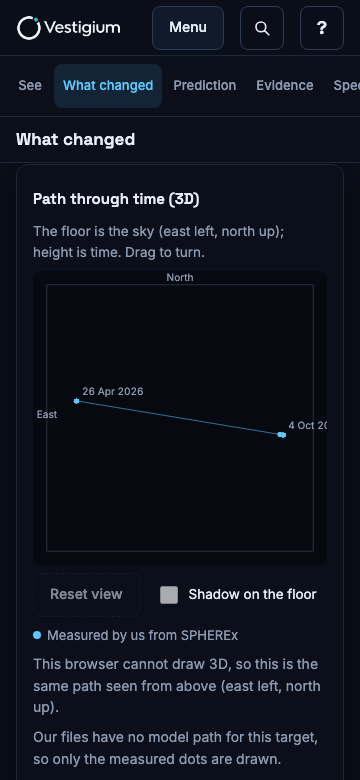 Vestigium
Menu
?
See What changed Prediction Evidence
What changed
Path through time (3D)
The floor is the sky (east left, north up);
height is time. Drag to turn.
North
26 Apr 2026
East
4 Oct
Reset view
Shadow on the floor
Measured by us from SPHEREx
This browser cannot draw 3D, so this is the
same path seen from above (east left, north
up).
Our files have no model path for this target,
so only the measured dots are drawn.